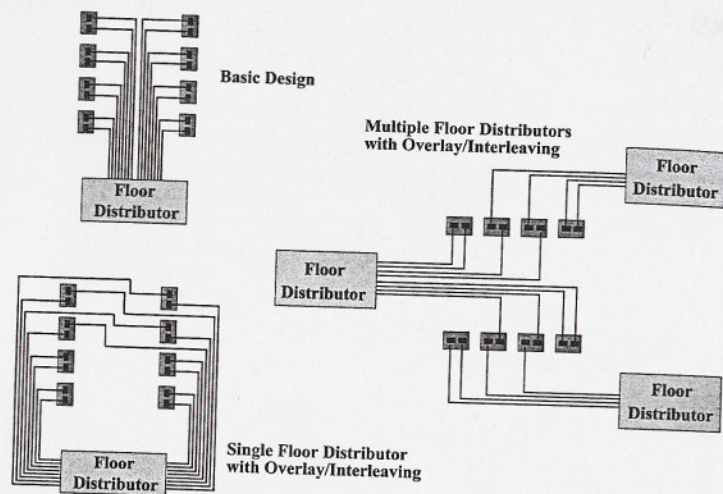 Basic Design
Floor
Distributor
Multiple Floor Distributors
with Overlay/Interleaving
Floor
Distributor
Floor
Distributor
Floor
Distributor
Single Floor Distributor
with Overlay/Interleaving
Floor
Distributor